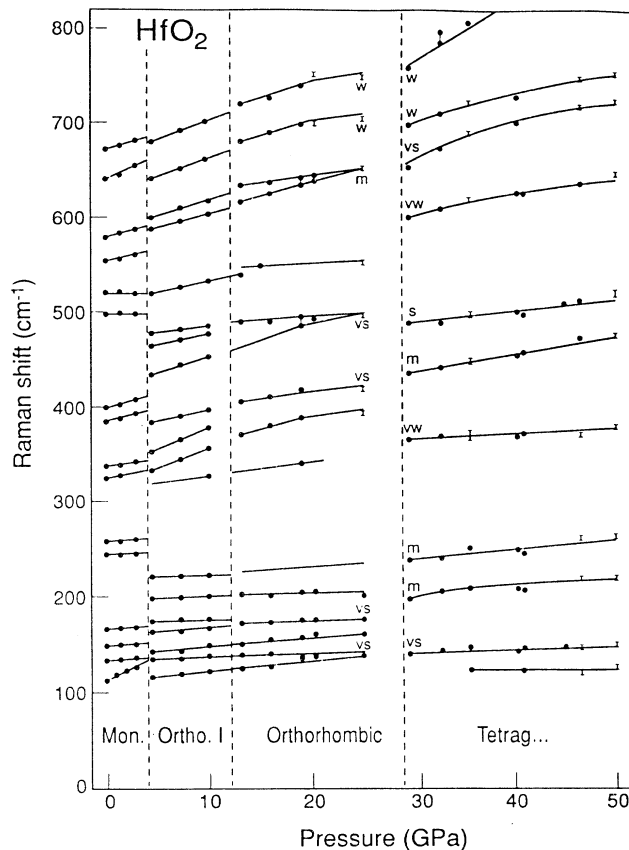 HfO2
800
700
600
500
400
300
200
100
0
Raman shift (cm-1)
w
w
m
vs
vs
vs
vs
w
w
vs
vw
s
m
vw
m
m
vs
Mon.
Ortho. I
Orthorhombic
Tetrag...
0
10
20
30
40
50
Pressure (GPa)